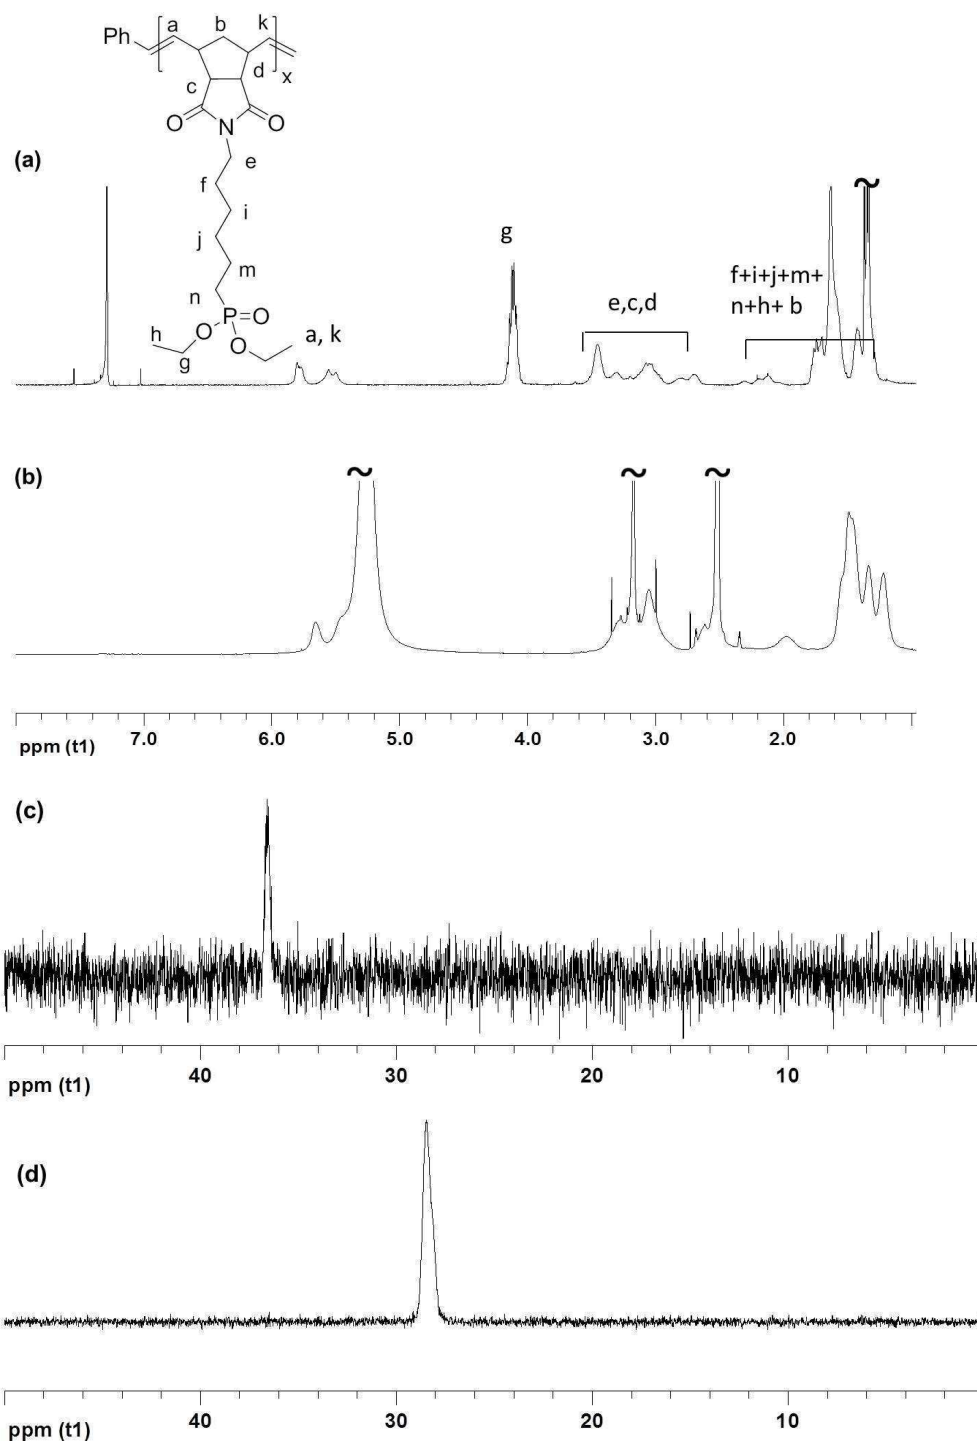 a b k
Ph
x
c d
O N O
(a)
e
f
i
g
j
f+i+j+m+
m
e,c,d
n+h+ b
n
P=O
h O
a, k
g O
~
(b)
~ ~ ~
7.0 6.0 5.0 4.0 3.0 2.0
ppm (t1)
(c)
40 30 20 10
ppm (t1)
(d)
40 30 20 10
ppm (t1)